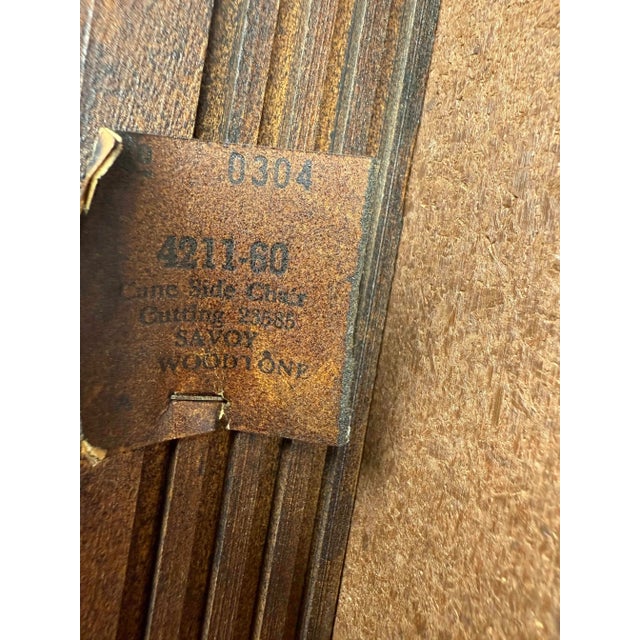 0304
4211-60
Cane Side Chair
Cutting 23585
SAVOY
WOODTONE